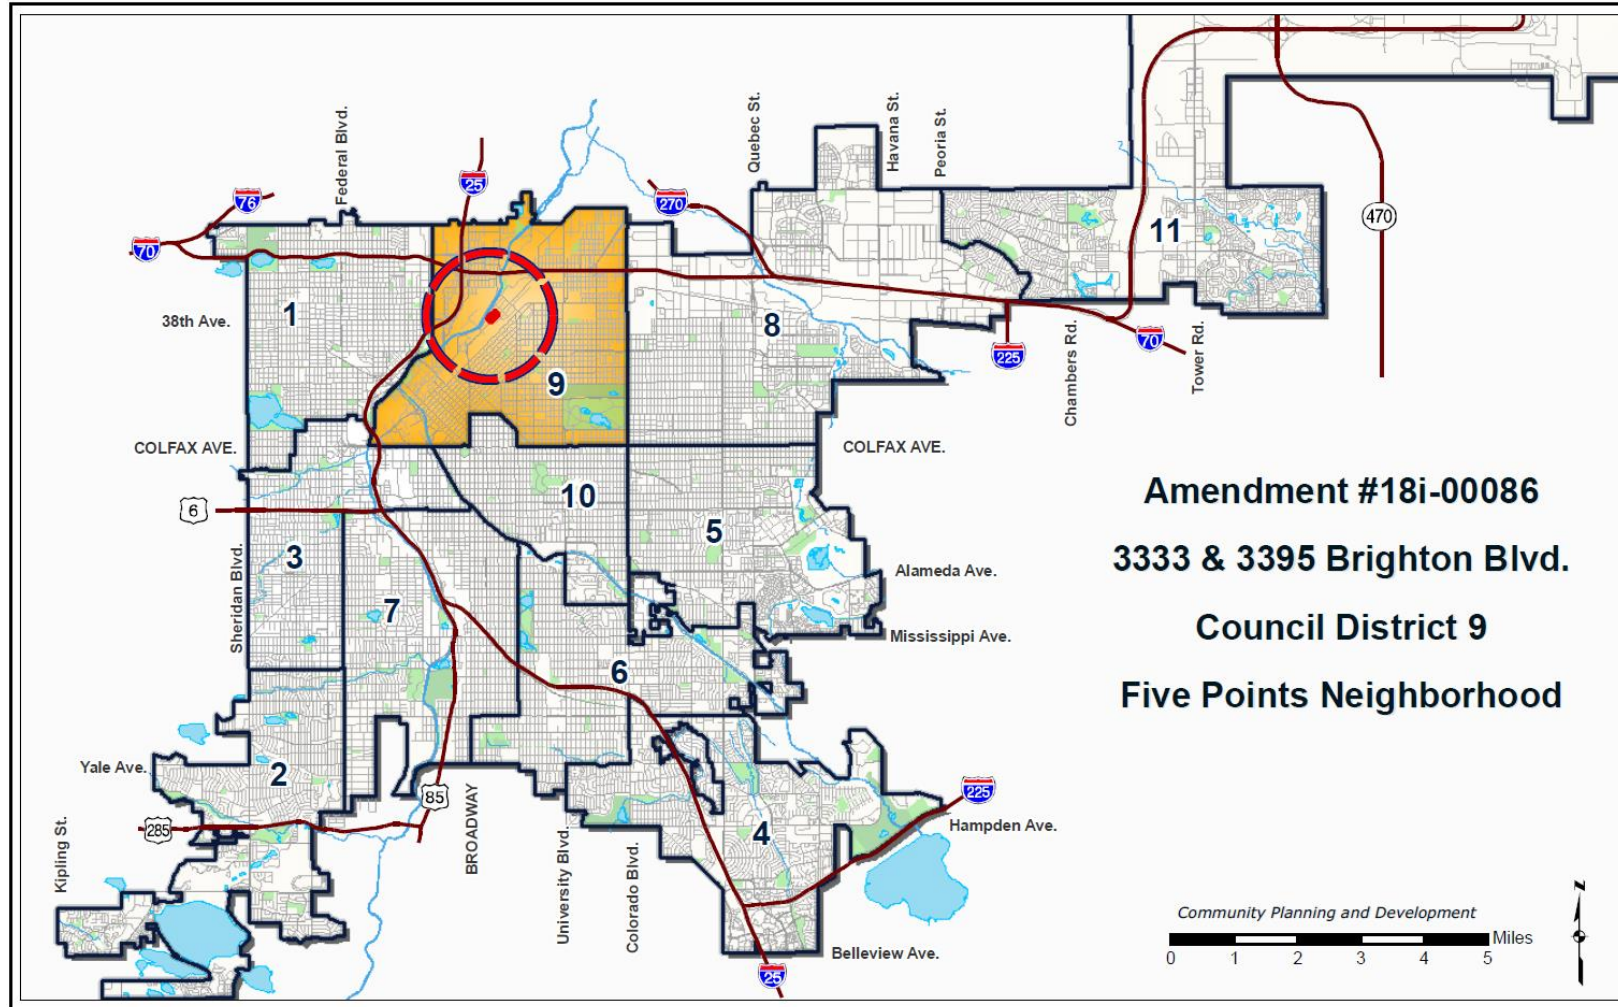 Federal Blvd.
Quebec St.
Havana St.
Peoria St.
76
25
270
70
470
11
1
38th Ave.
8
9
225
70
Chambers Rd.
Tower Rd.
COLFAX AVE.
COLFAX AVE.
6
10
5
3
Sheridan Blvd.
7
Alameda Ave.
Mississippi Ave.
6
Amendment #18i-00086
3333 & 3395 Brighton Blvd.
Council District 9
Five Points Neighborhood
Yale Ave.
2
85
285
BROADWAY
225
Hampden Ave.
4
Kipling St.
University Blvd.
Colorado Blvd.
Belleview Ave.
25
Community Planning and Development
Miles
0 1 2 3 4 5
z